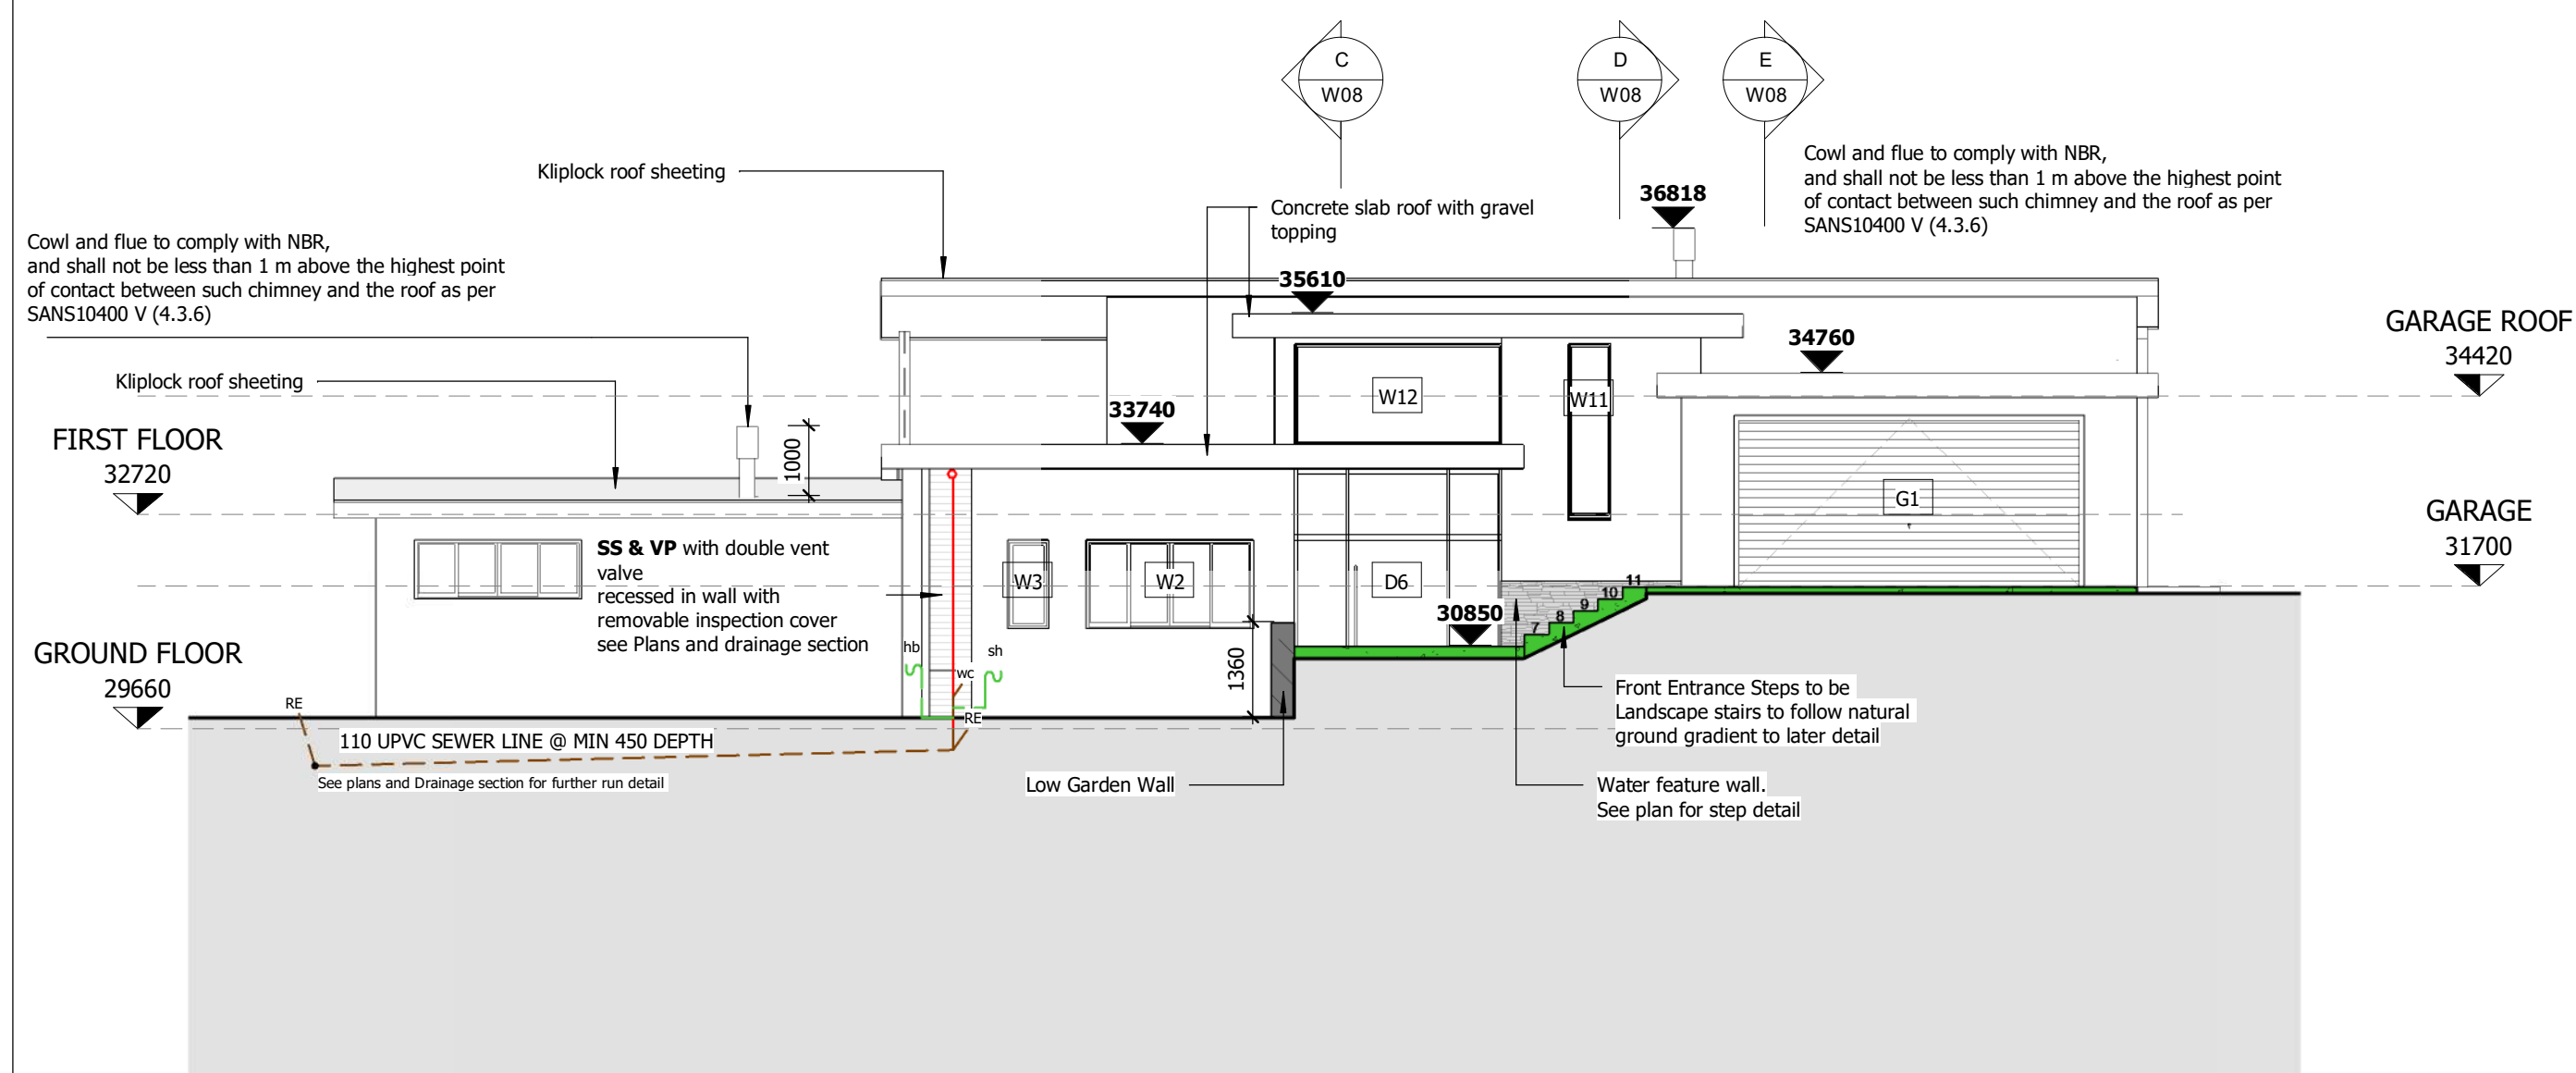 C
W08
D
W08
E
W08
Kliplock roof sheeting
Concrete slab roof with gravel
topping
36818
Cowl and flue to comply with NBR,
and shall not be less than 1 m above the highest point
of contact between such chimney and the roof as per
SANS10400 V (4.3.6)
Cowl and flue to comply with NBR,
and shall not be less than 1 m above the highest point
of contact between such chimney and the roof as per
SANS10400 V (4.3.6)
35610
34760
GARAGE ROOF
34420
Kliplock roof sheeting
33740
W12
W11
FIRST FLOOR
32720
1000
G1
GARAGE
31700
SS & VP with double vent
valve
recessed in wall with
removable inspection cover
see Plans and drainage section
W3
W2
D6
30850
11
10
9
8
7
GROUND FLOOR
29660
hb
wc
sh
RE
1360
RE
110 UPVC SEWER LINE @ MIN 450 DEPTH
See plans and Drainage section for further run detail
Front Entrance Steps to be
Landscape stairs to follow natural
ground gradient to later detail
Low Garden Wall
Water feature wall.
See plan for step detail